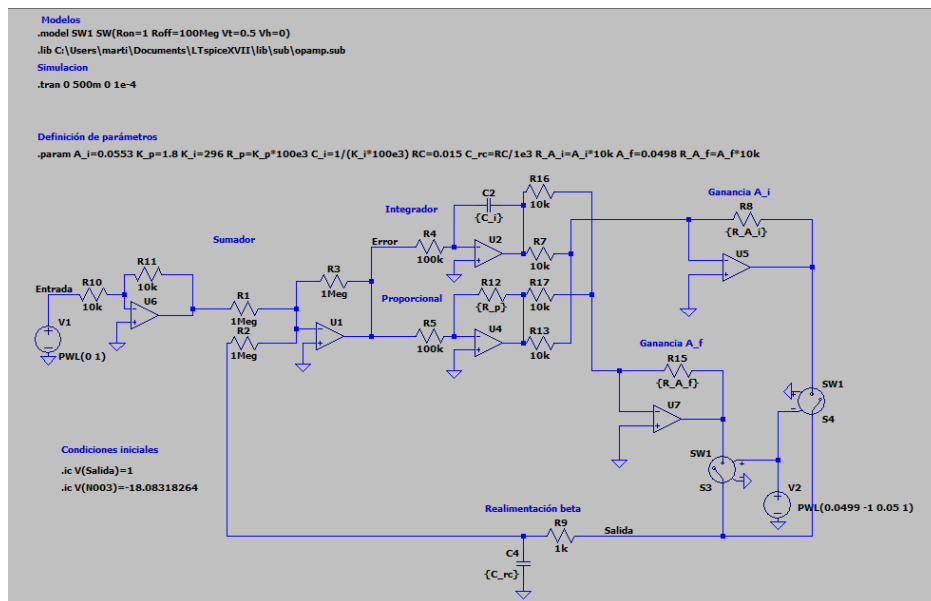 Modelos
.model SW1 SW(Ron=1 Roff=100Meg Vt=0.5 Vh=0)
.lib C:\Users\marti\Documents\LTspiceXVII\lib\sub\opamp.sub
Simulacion
.tran 0 500m 0 1e-4
Definición de parámetros
.param A_i=0.0553 K_p=1.8 K_i=296 R_p=K_p*100e3 C_i=1/(K_i*100e3) RC=0.015 C_rc=RC/1e3 R_A_i=A_i*10k A_f=0.0498 R_A_f=A_f*10k
R16
10k
C2
{C_i}
Integrador
Ganancia A_i
R8
{R_A_i}
Sumador
Error
R4
100k
U2
R7
10k
U5
R11
10k
Entrada
R10
10k
U6
R3
1Meg
Proporcional
R12
{R_p}
R17
10k
R1
1Meg
R2
1Meg
U1
R5
100k
U4
R13
10k
V1
PWL(0 1)
Ganancia A_f
R15
{R_A_f}
U7
SW1
S4
Condiciones iniciales
.ic V(Salida)=1
.ic V(N003)=-18.08318264
SW1
S3
V2
PWL(0.0499 -1 0.05 1)
Realimentación beta
R9
1k
Salida
C4
{C_rc}